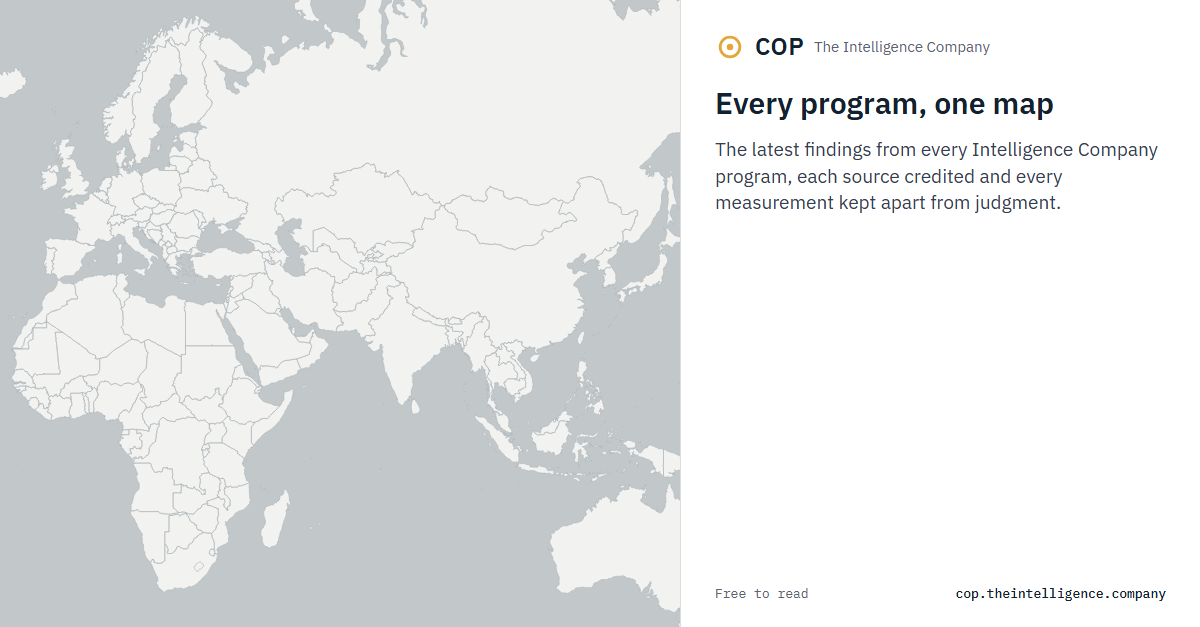 COP The Intelligence Company
Every program, one map
The latest findings from every Intelligence Company
program, each source credited and every
measurement kept apart from judgment.
Free to read
cop.theintelligence.company